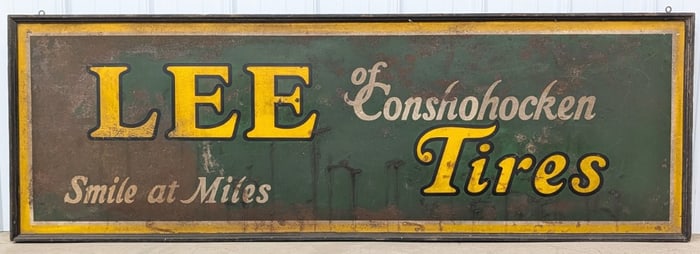 LEE of Conshohocken Tires
Smile at Miles